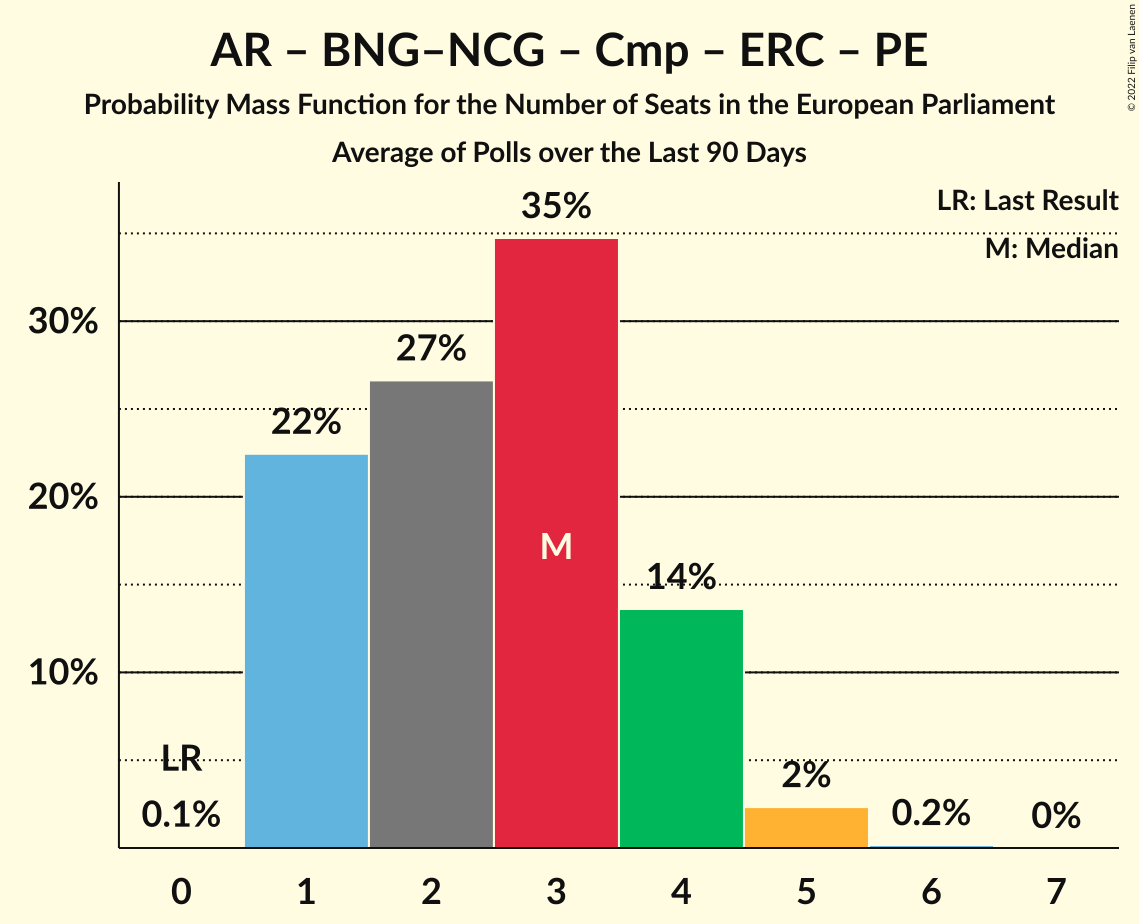 AR – BNG–NCG – Cmp – ERC – PE
Probability Mass Function for the Number of Seats in the European Parliament
Average of Polls over the Last 90 Days
© 2022 Filip van Laenen
LR: Last Result
M: Median
35%
30%
27%
22%
20%
M
14%
10%
LR
2%
0.1%
0.2%
0%
0 1 2 3 4 5 6 7